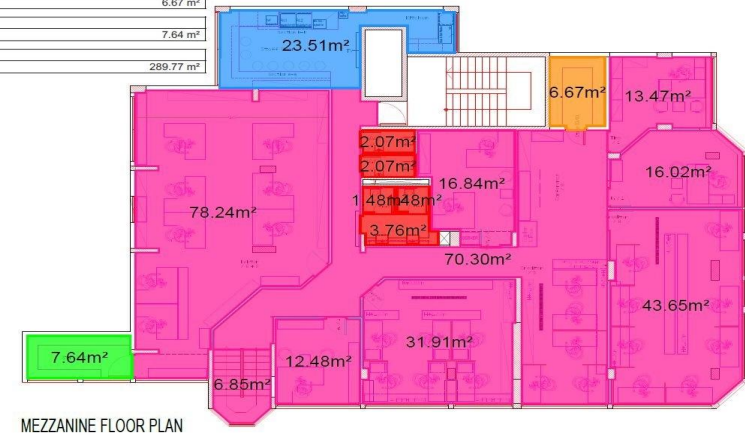 6.67 m²
7.64 m²
289.77 m²
23.51m²
6.67m²
13.47m²
2.07m²
2.07m²
16.84m²
16.02m²
78.24m²
1.48m²
3.76m²
70.30m²
43.65m²
31.91m²
7.64m²
12.48m²
6.85m²
MEZZANINE FLOOR PLAN